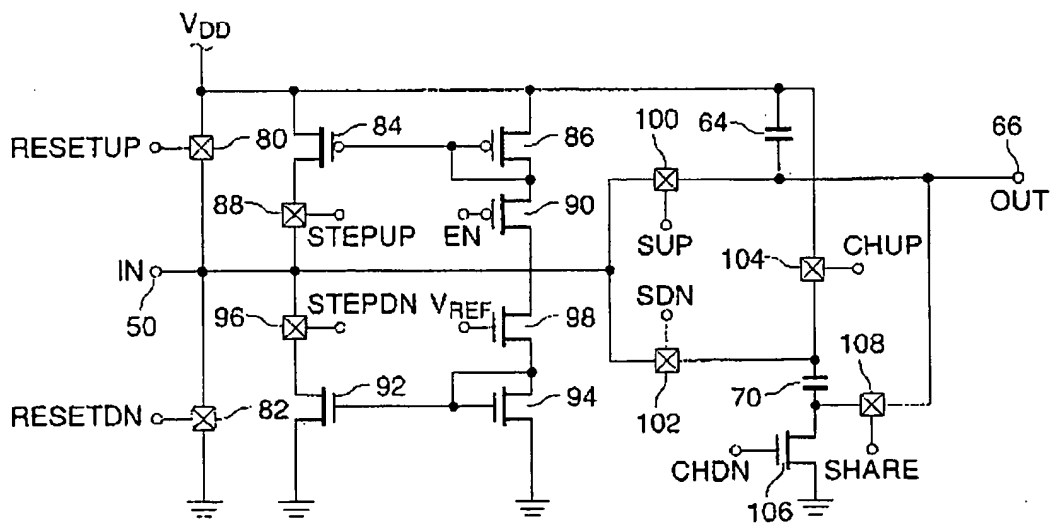 VDD
RESETUP
80
84
86
100
64
66
OUT
88
STEPUP
EN
90
SUP
104
CHUP
IN
50
STEPDN
96
VREF
98
SDN
102
70
108
RESETDN
82
92
94
CHDN
106
SHARE